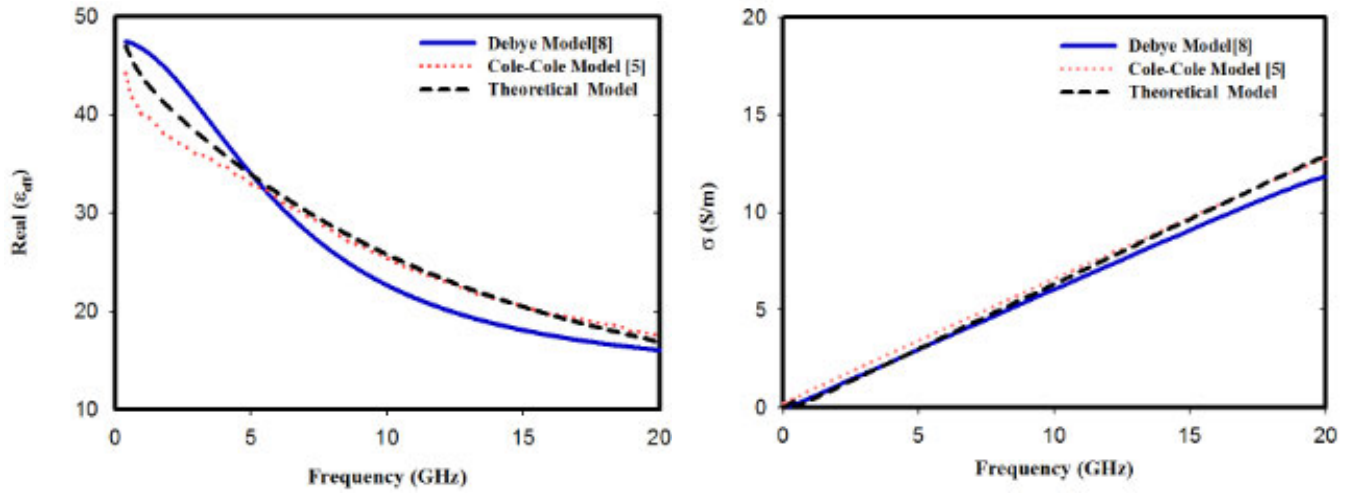 50
40
30
20
10
0
5
10
15
20
Real (εeff)
Frequency (GHz)
Debye Model[8]
Cole-Cole Model [5]
Theoretical Model
20
15
10
5
0
0
5
10
15
20
σ (S/m)
Frequency (GHz)
Debye Model[8]
Cole-Cole Model [5]
Theoretical Model